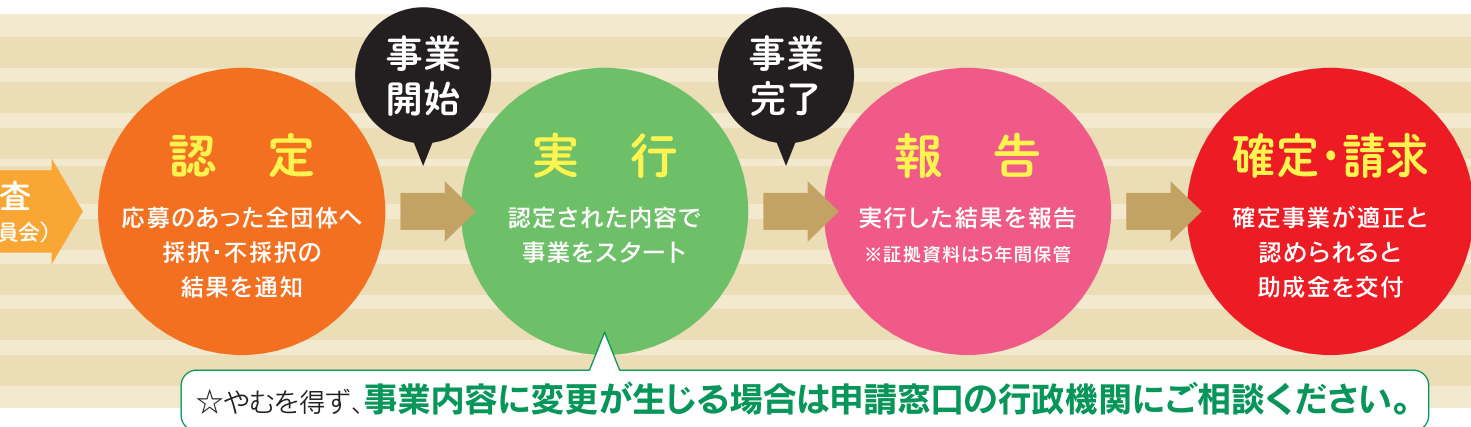 査
員会）
認　定
応募のあった全団体へ
採択・不採択の
結果を通知
事業
開始
実　行
認定された内容で
事業をスタート
事業
完了
報　告
実行した結果を報告
※証拠資料は5年間保管
確定・請求
確定事業が適正と
認められると
助成金を交付
☆やむを得ず、事業内容に変更が生じる場合は申請窓口の行政機関にご相談ください。